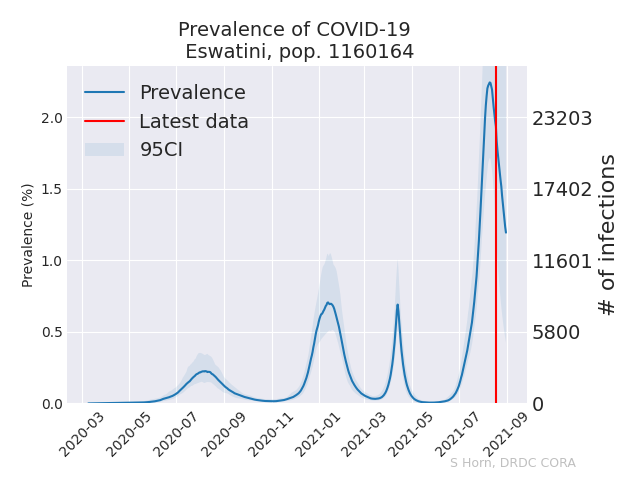 Prevalence of COVID-19
Eswatini, pop. 1160164
Prevalence
Latest data
95CI
Prevalence (%)
2.0
1.5
1.0
0.5
0.0
23203
17402
11601
5800
0
# of infections
2020-03
2020-05
2020-07
2020-09
2020-11
2021-01
2021-03
2021-05
2021-07
2021-09
S Horn, DRDC CORA